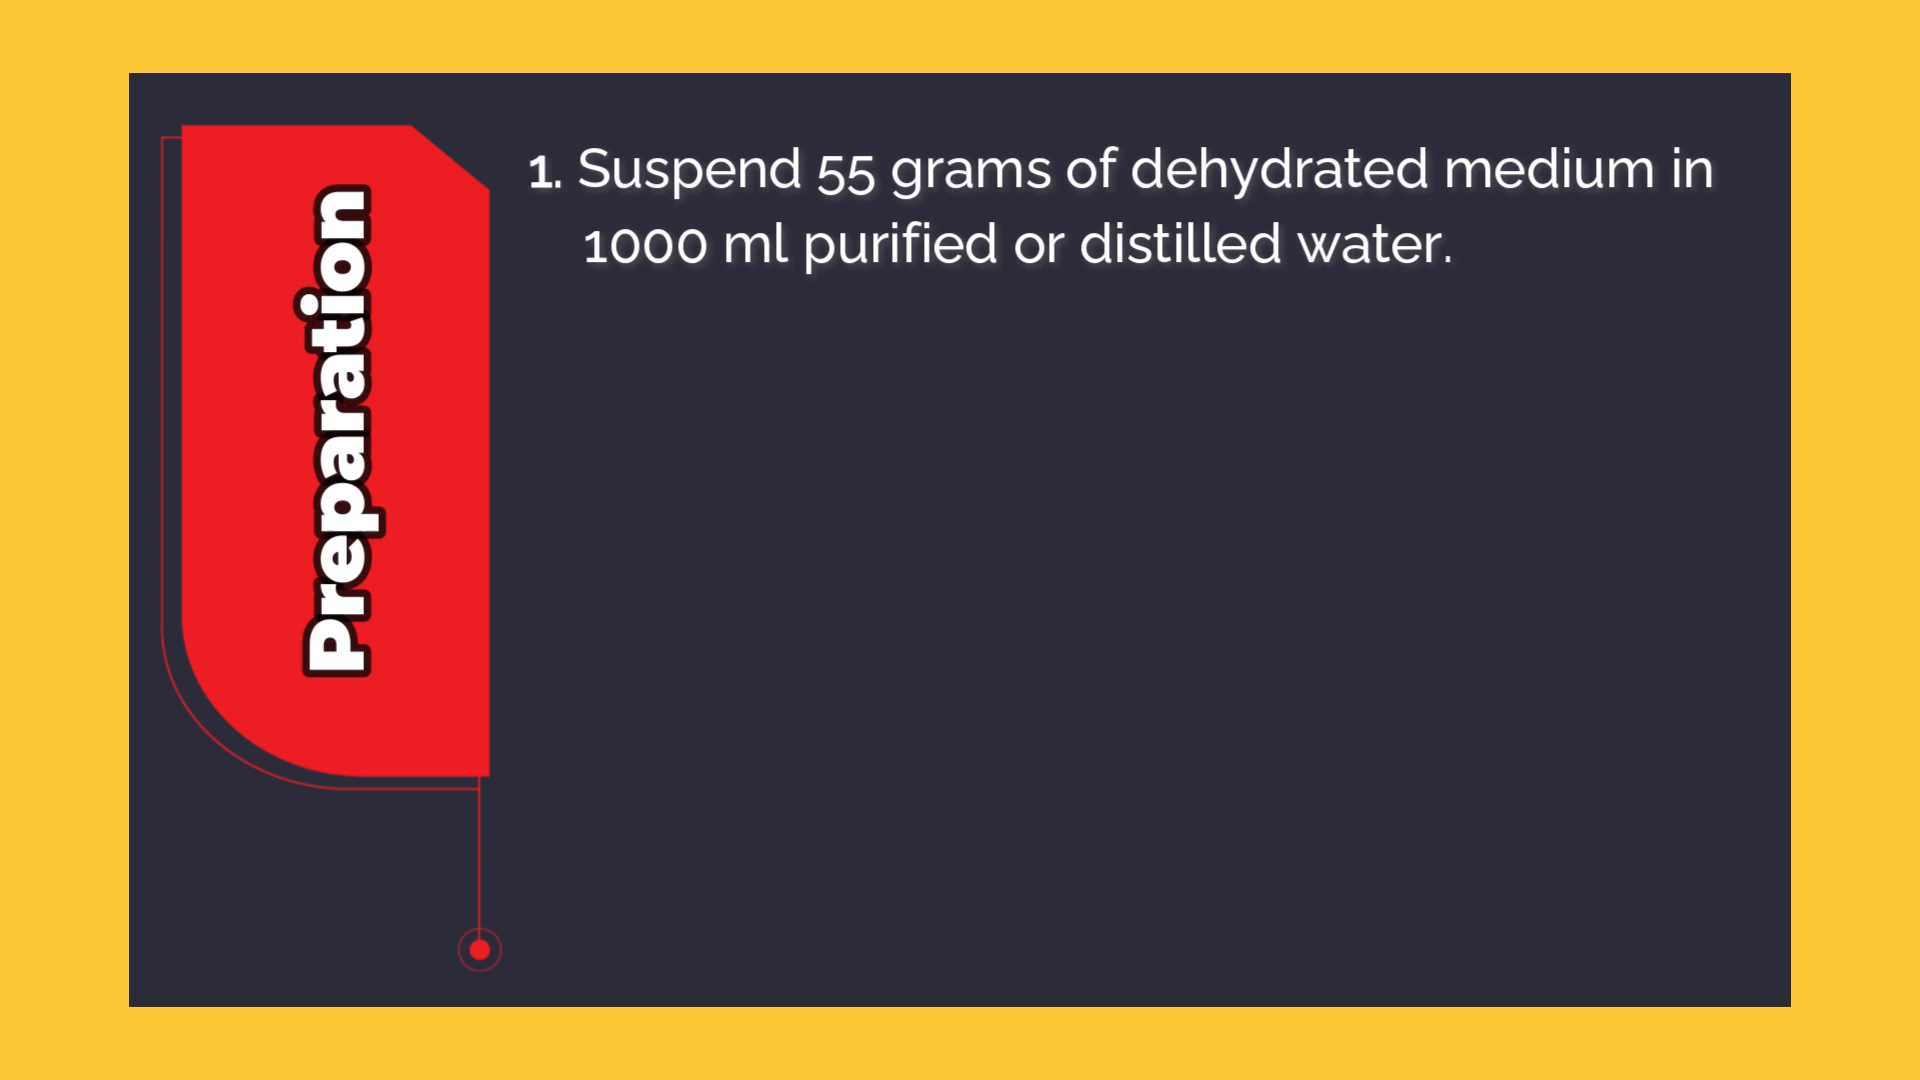 Preparation
1. Suspend 55 grams of dehydrated medium in
1000 ml purified or distilled water.